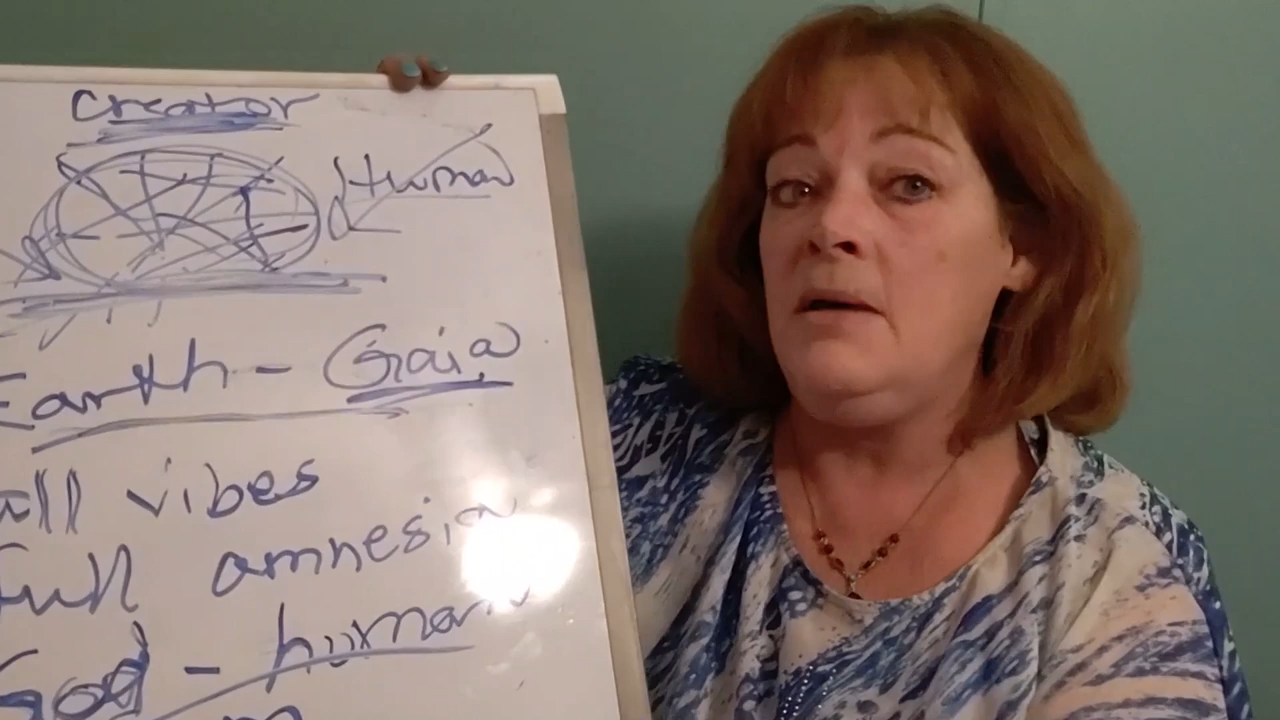 Creator
Human
Earth - Gaia
all vibes
full amnesia
God - human